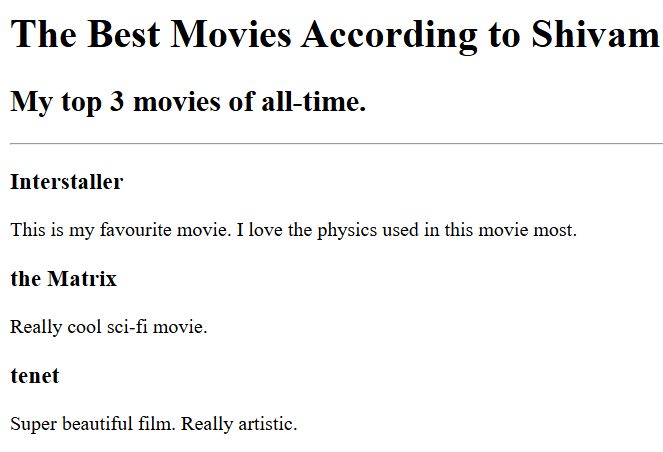 The Best Movies According to Shivam
My top 3 movies of all-time.
Interstaller
This is my favourite movie. I love the physics used in this movie most.
the Matrix
Really cool sci-fi movie.
tenet
Super beautiful film. Really artistic.